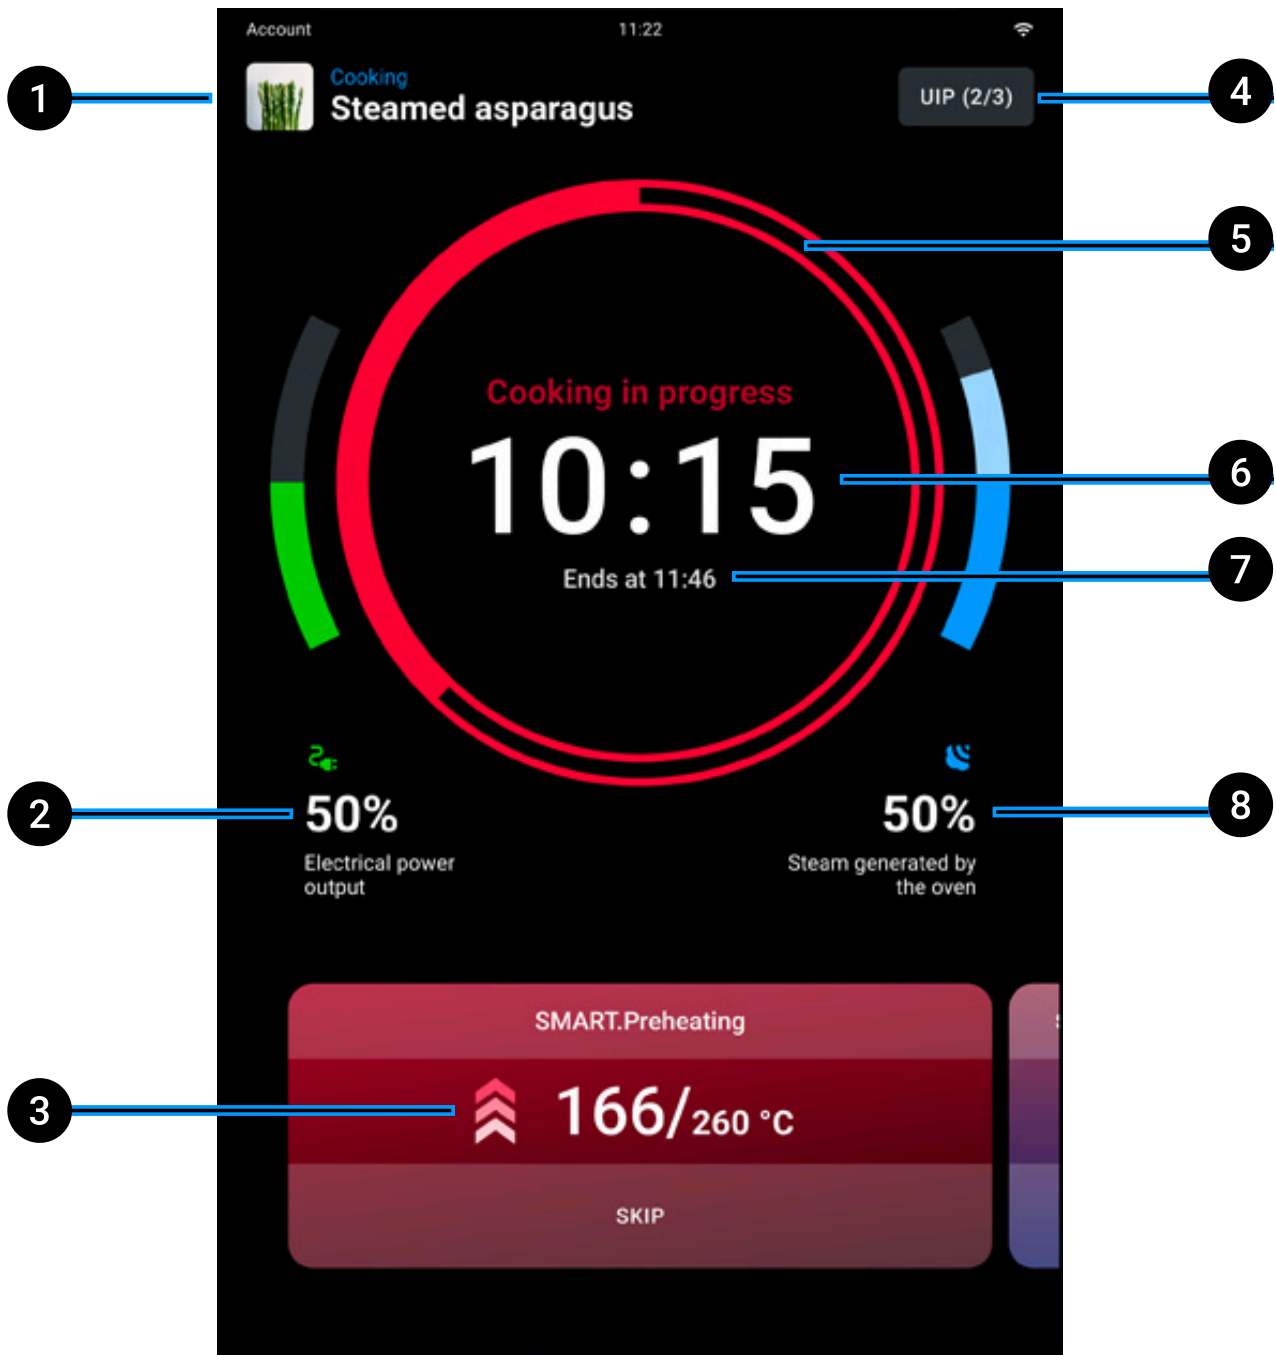 Account
11:22
1
Cooking
Steamed asparagus
UIP (2/3)
4
5
Cooking in progress
10:15
6
Ends at 11:46
7
2
50%
Electrical power
output
50%
8
Steam generated by
the oven
SMART.Preheating
3
166/260 °C
SKIP